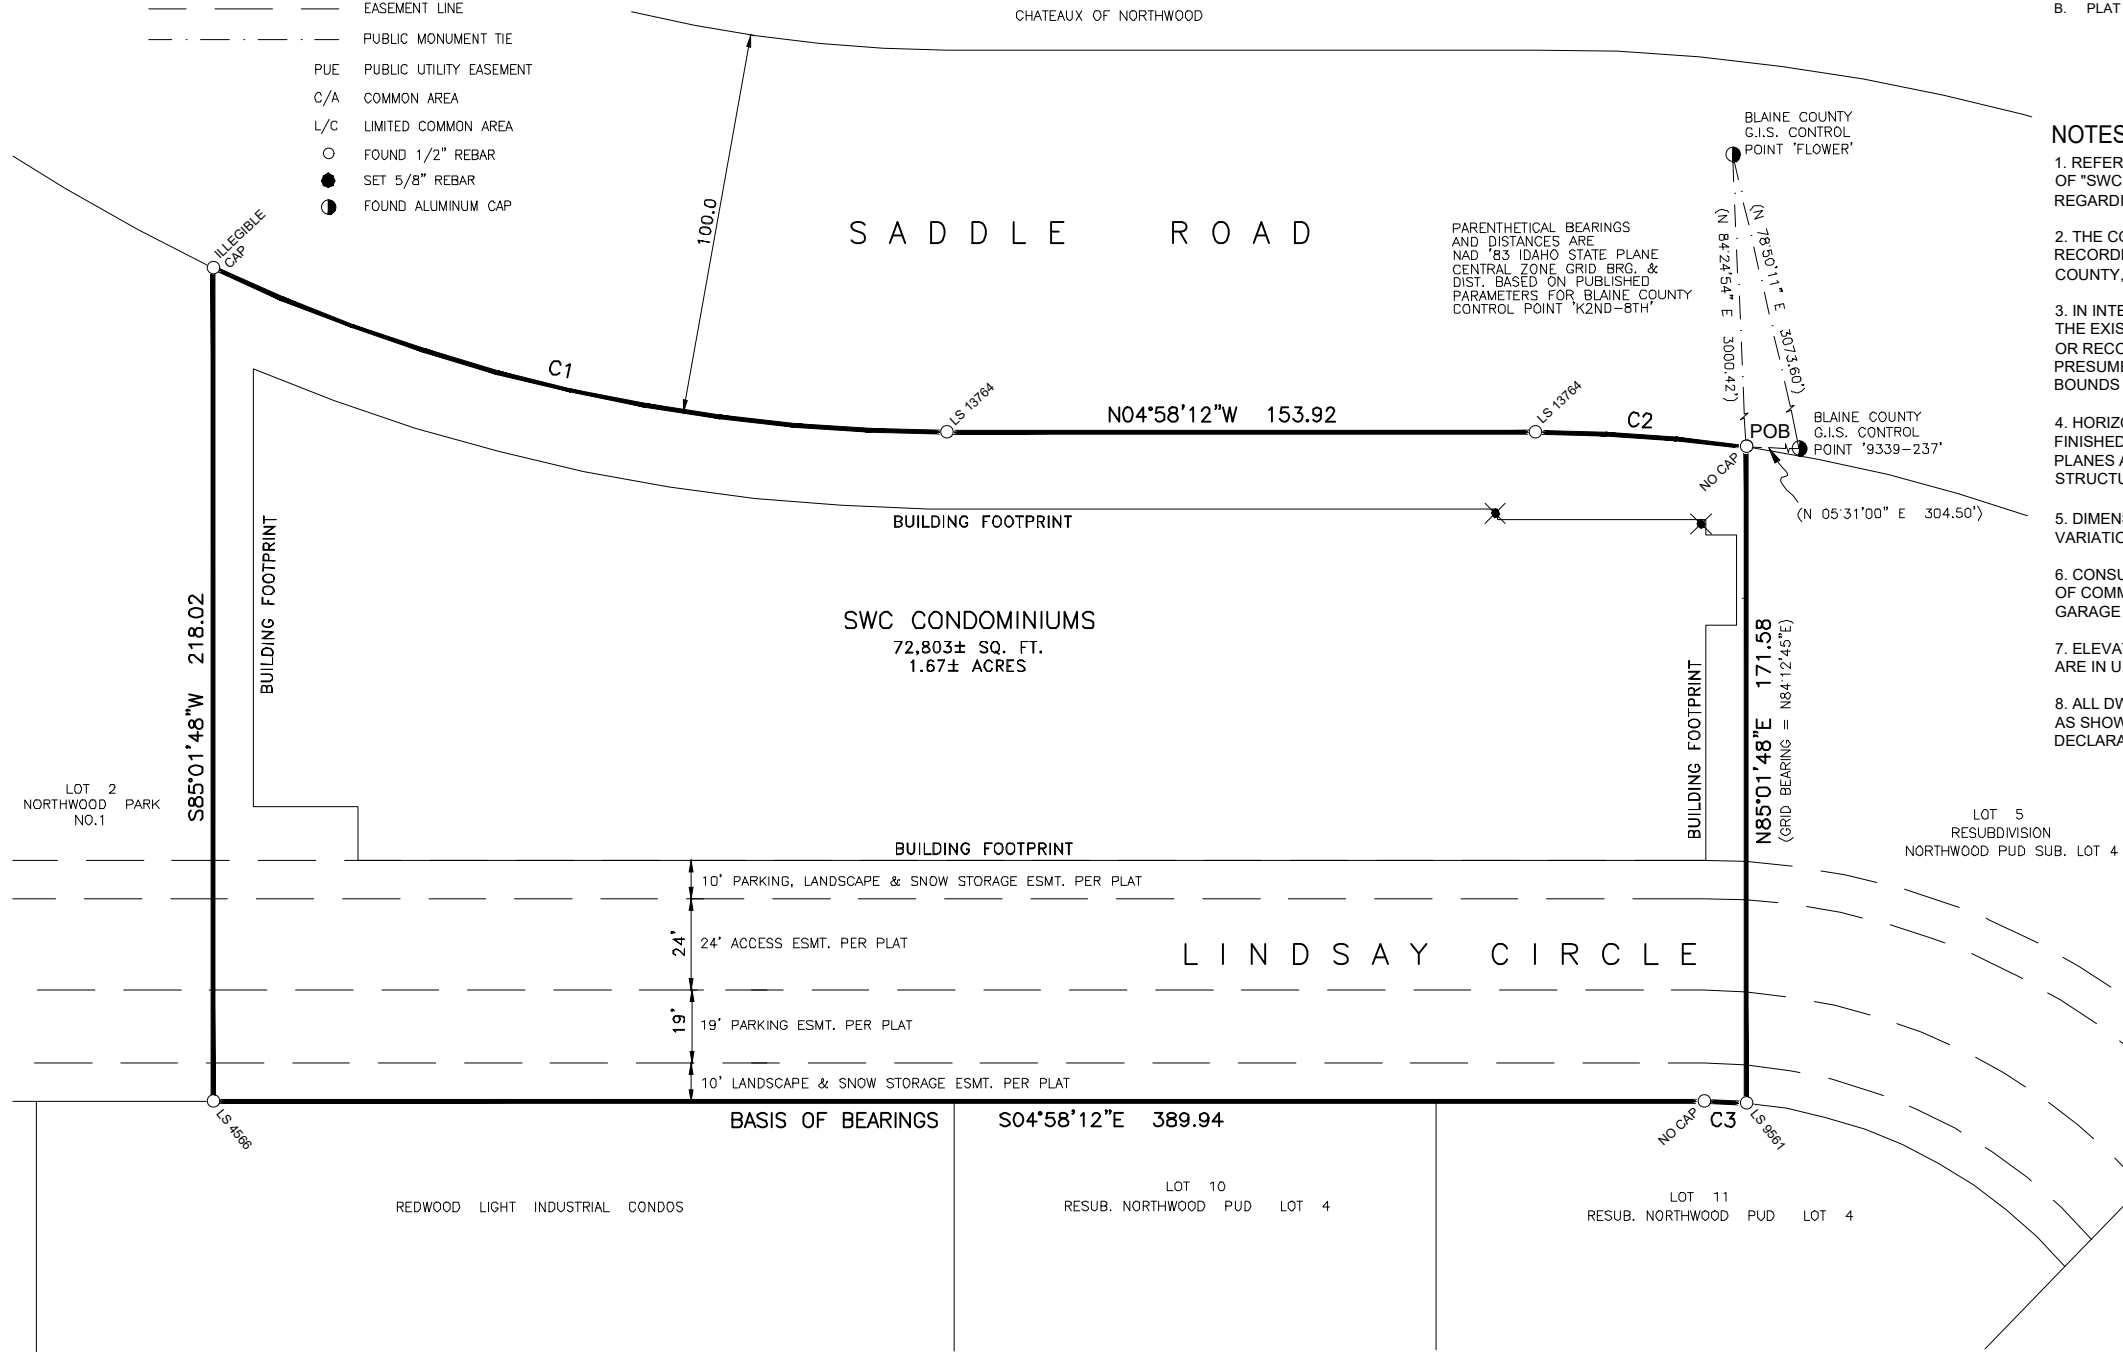 EASEMENT LINE
PUBLIC MONUMENT TIE
PUE PUBLIC UTILITY EASEMENT
C/A COMMON AREA
L/C LIMITED COMMON AREA
FOUND 1/2" REBAR
SET 5/8" REBAR
FOUND ALUMINUM CAP
CHATEAUX OF NORTHWOOD
B. PLAT
100.0
SADDLE ROAD
BLAINE COUNTY
G.I.S. CONTROL
POINT 'FLOWER'
PARENTHETICAL BEARINGS
AND DISTANCES ARE
NAD '83 IDAHO STATE PLANE
CENTRAL ZONE GRID BRG. &
DIST. BASED ON PUBLISHED
PARAMETERS FOR BLAINE COUNTY
CONTROL POINT 'K2ND-8TH'
(N 84°24'54" E 3000.42')
(N 78°50'11" E 3073.60')
ILLEGIBLE
CAP
C1
LS 13764
N04°58'12"W 153.92
LS 13764
C2
POB
NO CAP
BLAINE COUNTY
G.I.S. CONTROL
POINT '9339-237'
(N 05°31'00" E 304.50')
BUILDING FOOTPRINT
BUILDING FOOTPRINT
S85°01'48"W 218.02
SWC CONDOMINIUMS
72,803± SQ. FT.
1.67± ACRES
BUILDING FOOTPRINT
N85°01'48"E 171.58
(GRID BEARING = N84°12'45"E)
LOT 2
NORTHWOOD PARK
NO.1
LOT 5
RESUBDIVISION
NORTHWOOD PUD SUB. LOT 4
BUILDING FOOTPRINT
10' PARKING, LANDSCAPE & SNOW STORAGE ESMT. PER PLAT
24'
24' ACCESS ESMT. PER PLAT
LINDSAY CIRCLE
19'
19' PARKING ESMT. PER PLAT
10' LANDSCAPE & SNOW STORAGE ESMT. PER PLAT
LS 4566
BASIS OF BEARINGS S04°58'12"E 389.94
NO CAP
C3
LS 9561
REDWOOD LIGHT INDUSTRIAL CONDOS
LOT 10
RESUB. NORTHWOOD PUD LOT 4
LOT 11
RESUB. NORTHWOOD PUD LOT 4
NOTES
1. REFER
OF "SWC
REGARDI
2. THE CO
RECORD
COUNTY,
3. IN INTE
THE EXIS
OR RECO
PRESUME
BOUNDS
4. HORIZO
FINISHED
PLANES A
STRUCTU
5. DIMENS
VARIATIO
6. CONSU
OF COMM
GARAGE
7. ELEVAT
ARE IN U.
8. ALL DW
AS SHOW
DECLARA